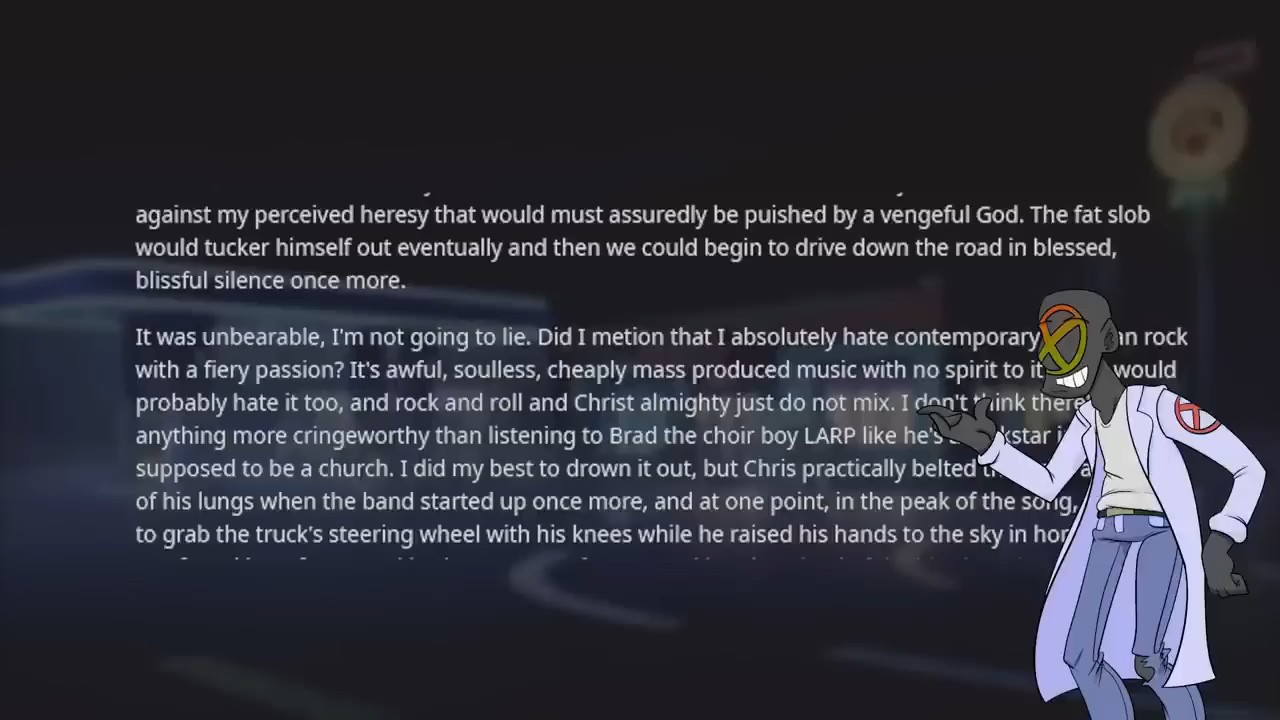 against my perceived heresy that would must assuredly be puished by a vengeful God. The fat slob
would tucker himself out eventually and then we could begin to drive down the road in blessed,
blissful silence once more.
It was unbearable, I'm not going to lie. Did I metion that I absolutely hate contemporary rock
with a fiery passion? It's awful, soulless, cheaply mass produced music with no spirit to it would
probably hate it too, and rock and roll and Christ almighty just do not mix. I don't think there
anything more cringeworthy than listening to Brad the choir boy LARP like he's
supposed to be a church. I did my best to drown it out, but Chris practically belted
of his lungs when the band started up once more, and at one point, in the peak of the song,
to grab the truck's steering wheel with his knees while he raised his hands to the sky in